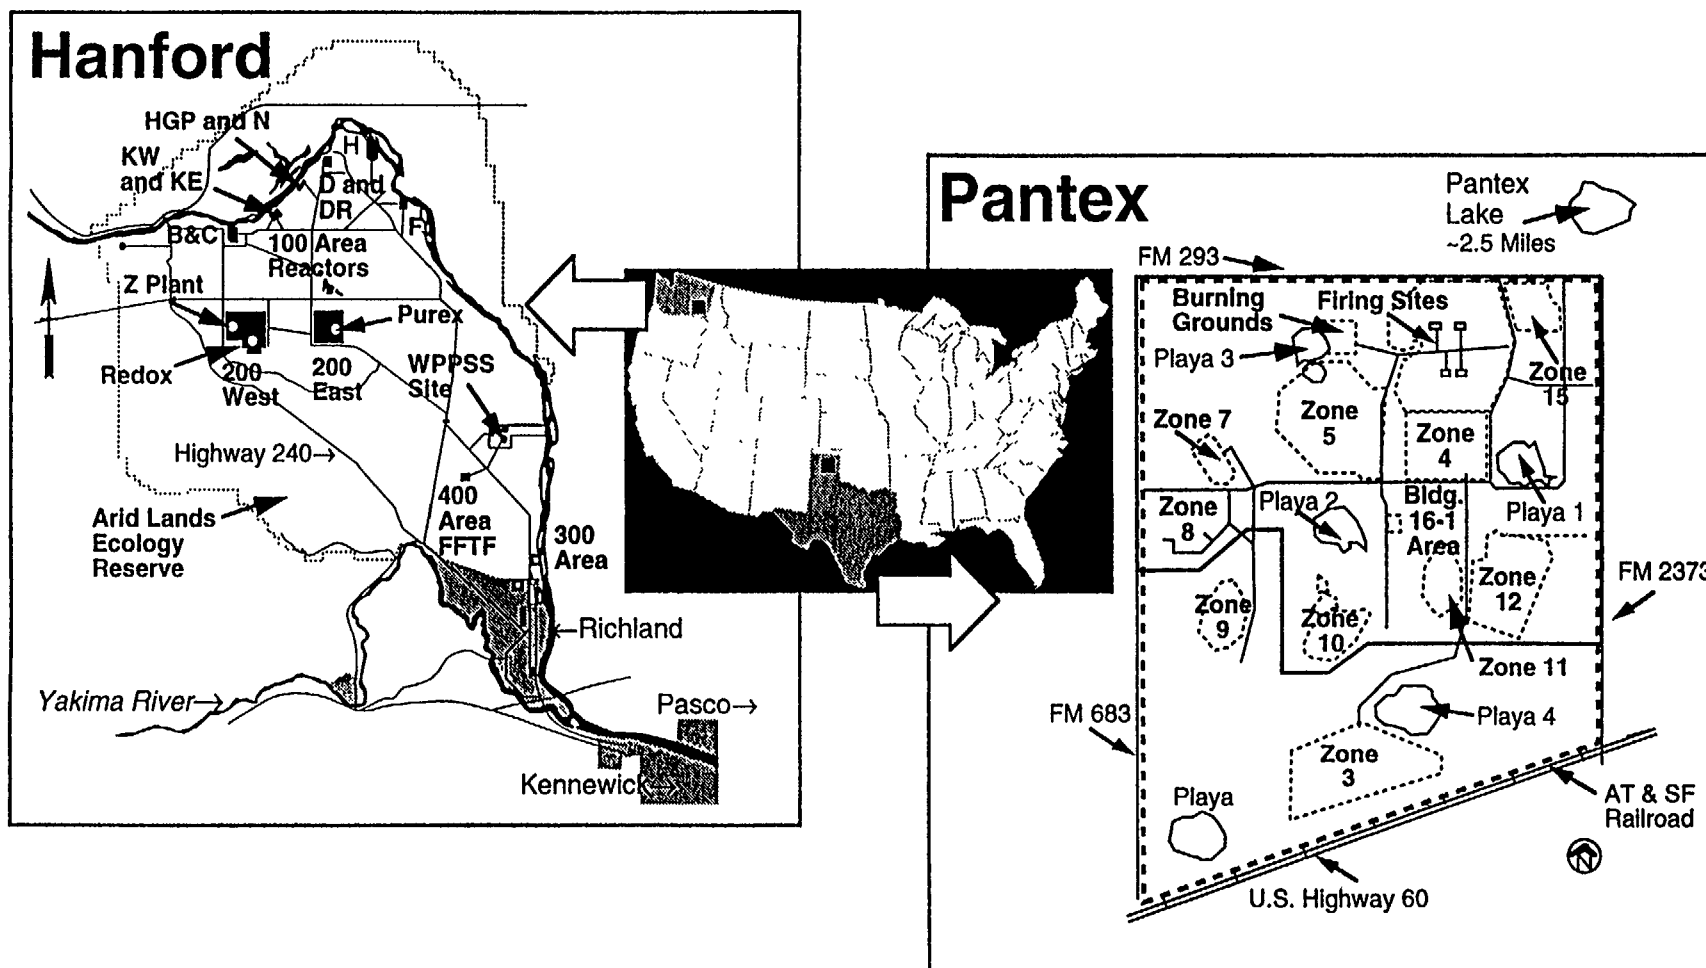 Hanford
HGP and N
KW
and KE
H
D and
DR
F
B&C
100 Area
Reactors
Z Plant
Purex
Redox
200
West
200
East
WPPSS
Site
Highway 240→
400
Area
FFTF
Arid Lands
Ecology
Reserve
300
Area
←Richland
Yakima River→
Pasco→
Kennewick→
Pantex
Pantex
Lake
~2.5 Miles
FM 293
Burning
Grounds
Firing Sites
Playa 3
Zone
15
Zone
5
Zone 7
Zone
4
Zone
8
Playa 2
Bldg.
16-1
Area
Playa 1
Zone
12
FM 2373
Zone
9
Zone
10
Zone 11
FM 683
Playa 4
Zone
3
Playa
AT & SF
Railroad
N
U.S. Highway 60